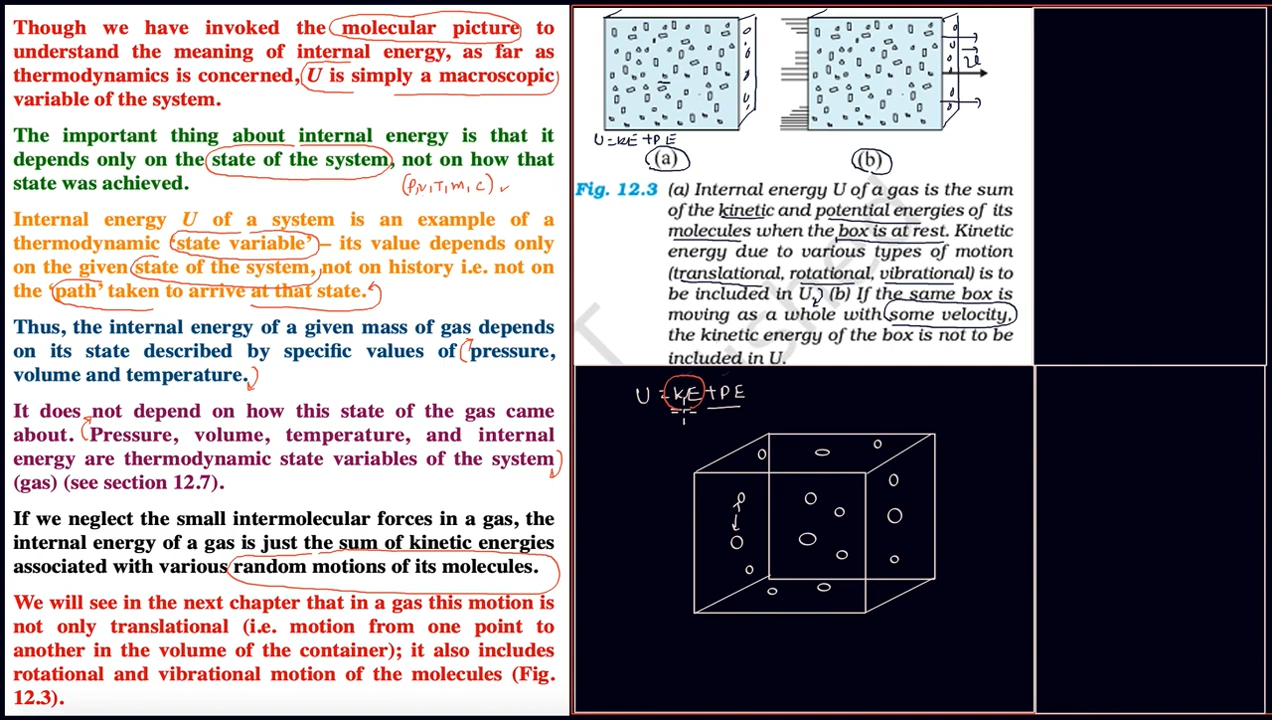 Though we have invoked the molecular picture to
understand the meaning of internal energy, as far as
thermodynamics is concerned, U is simply a macroscopic
variable of the system.
The important thing about internal energy is that it
depends only on the state of the system, not on how that
state was achieved.
(P,V,T,m,C)
Internal energy U of a system is an example of a
thermodynamic ‘state variable’ – its value depends only
on the given state of the system, not on history i.e. not on
the ‘path’ taken to arrive at that state.
Thus, the internal energy of a given mass of gas depends
on its state described by specific values of pressure,
volume and temperature.
It does not depend on how this state of the gas came
about. Pressure, volume, temperature, and internal
energy are thermodynamic state variables of the system
(gas) (see section 12.7).
If we neglect the small intermolecular forces in a gas, the
internal energy of a gas is just the sum of kinetic energies
associated with various random motions of its molecules.
We will see in the next chapter that in a gas this motion is
not only translational (i.e. motion from one point to
another in the volume of the container); it also includes
rotational and vibrational motion of the molecules (Fig.
12.3).
U=KE+PE
(a)
(b)
Fig. 12.3 (a) Internal energy U of a gas is the sum
of the kinetic and potential energies of its
molecules when the box is at rest. Kinetic
energy due to various types of motion
(translational, rotational, vibrational) is to
be included in U. (b) If the same box is
moving as a whole with some velocity,
the kinetic energy of the box is not to be
included in U.
U = KE + PE